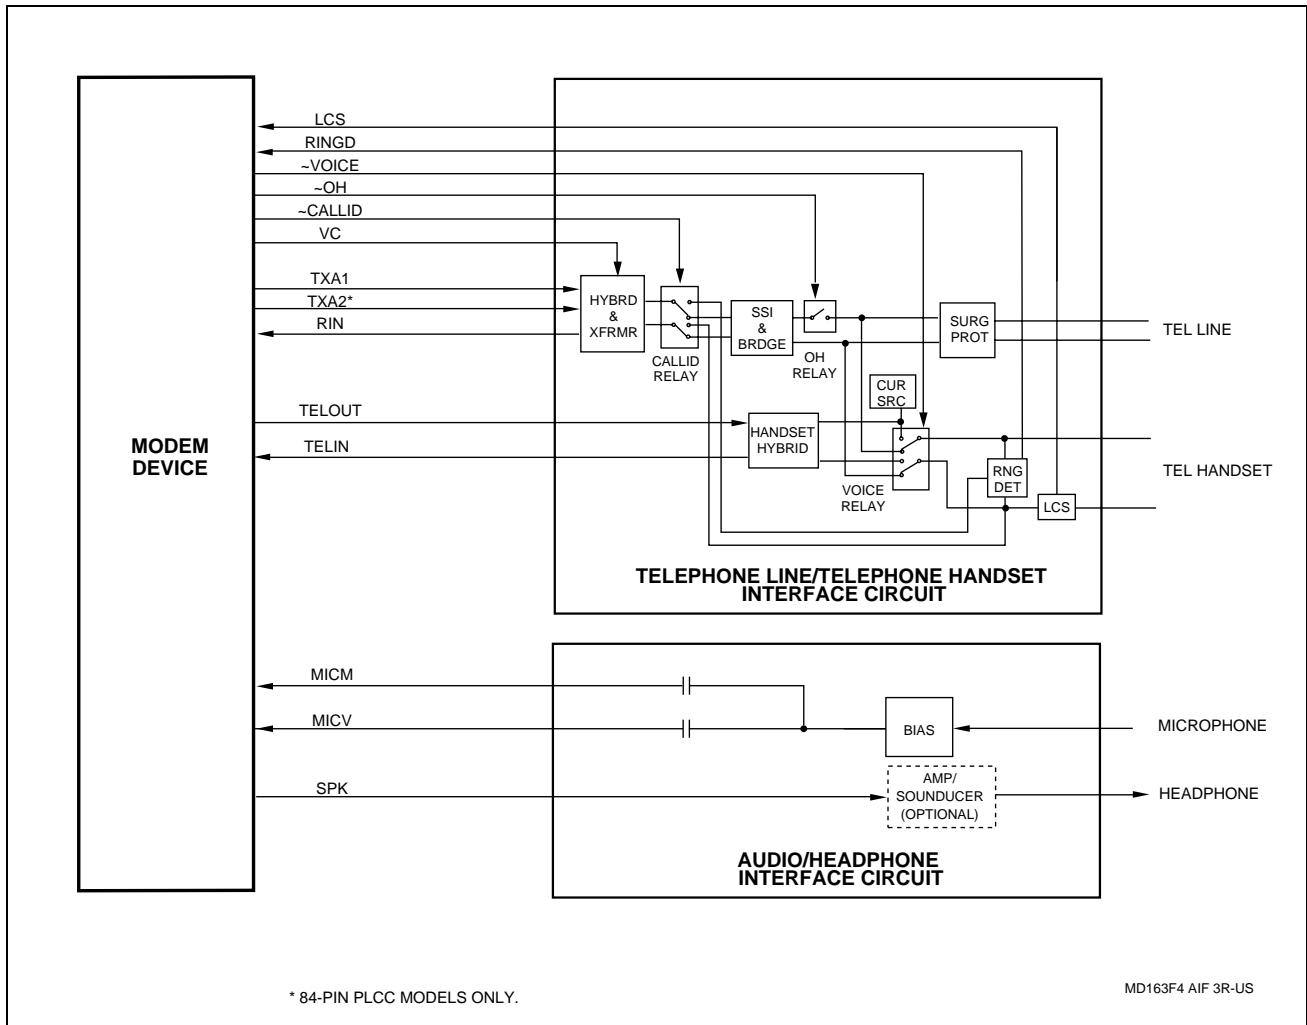 LCS
RINGD
~VOICE
~OH
~CALLID
VC
TXA1
TXA2*
RIN
HYBRD
&
XFRMR
CALLID
RELAY
SSI
&
BRDGE
OH
RELAY
SURG
PROT
TEL LINE
CUR
SRC
TELOUT
TELIN
HANDSET
HYBRID
VOICE
RELAY
RNG
DET
LCS
TEL HANDSET
MODEM
DEVICE
TELEPHONE LINE/TELEPHONE HANDSET
INTERFACE CIRCUIT
MICM
MICV
BIAS
MICROPHONE
SPK
AMP/
SOUNDUCER
(OPTIONAL)
HEADPHONE
AUDIO/HEADPHONE
INTERFACE CIRCUIT
* 84-PIN PLCC MODELS ONLY.
MD163F4 AIF 3R-US